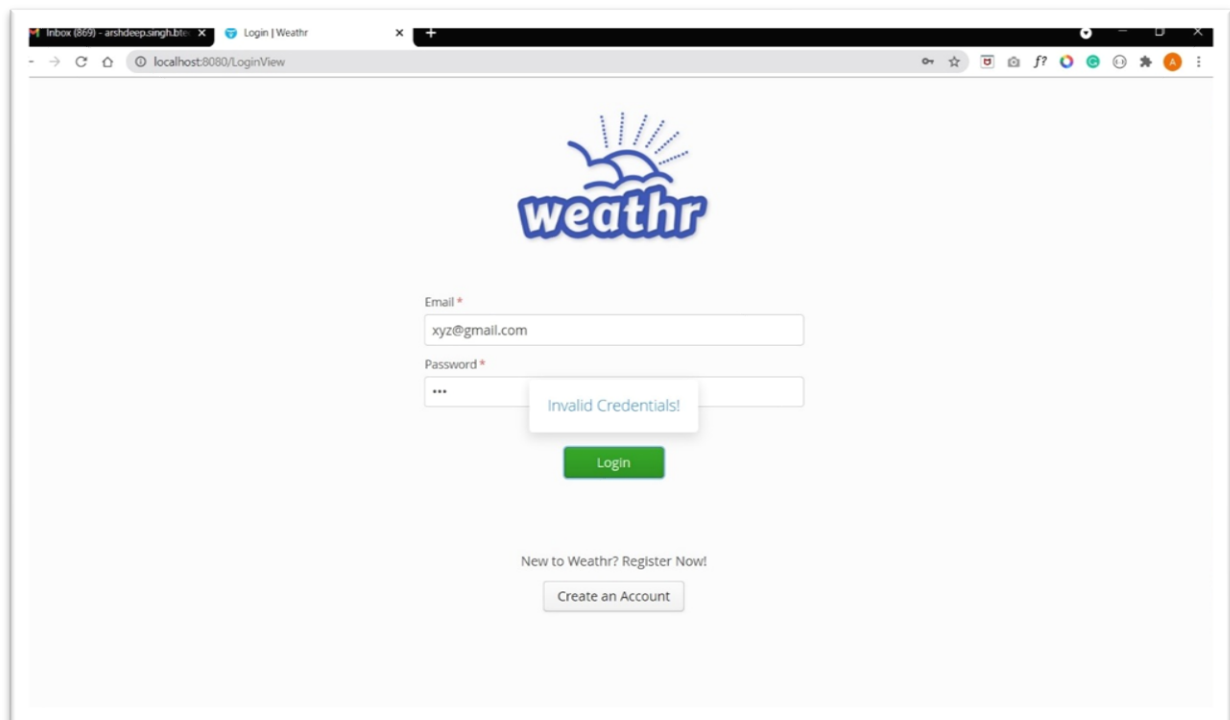 Inbox (869) - arshdeep.singh.bte
Login | Weathr
localhost:8080/LoginView
f?
A
weathr
Email *
xyz@gmail.com
Password *
•••
Invalid Credentials!
Login
New to Weathr? Register Now!
Create an Account